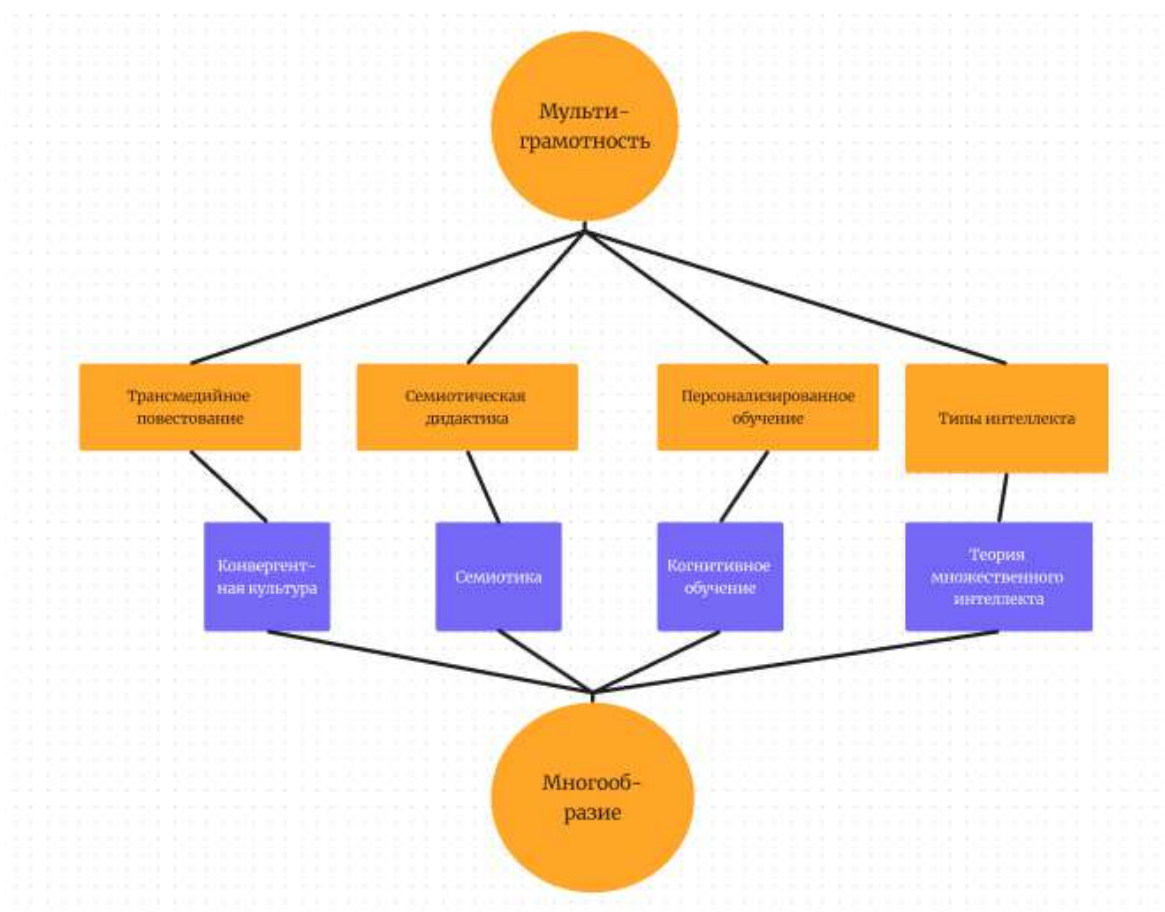 Мульти-
грамотность
Трансмедийное
повестование
Семиотическая
дидактика
Персонализированное
обучение
Типы интеллекта
Конвергент-
ная культура
Семиотика
Когнитивное
обучение
Теория
множественного
интеллекта
Многооб-
разие